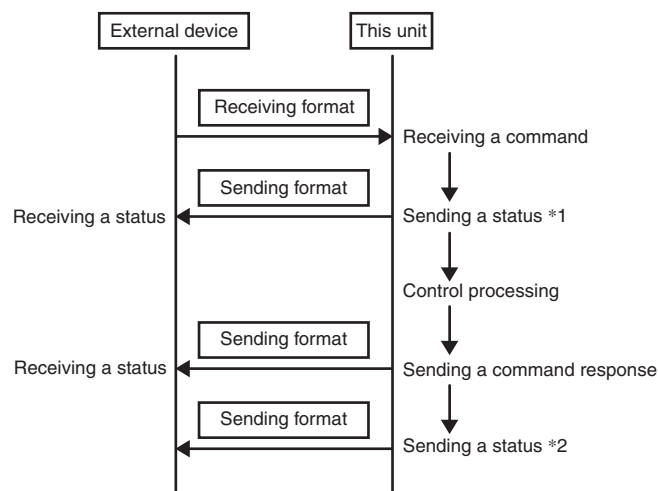 External device
This unit
Receiving format
Receiving a command
Sending format
Receiving a status
Sending a status *1
Control processing
Sending format
Receiving a status
Sending a command response
Sending format
Sending a status *2